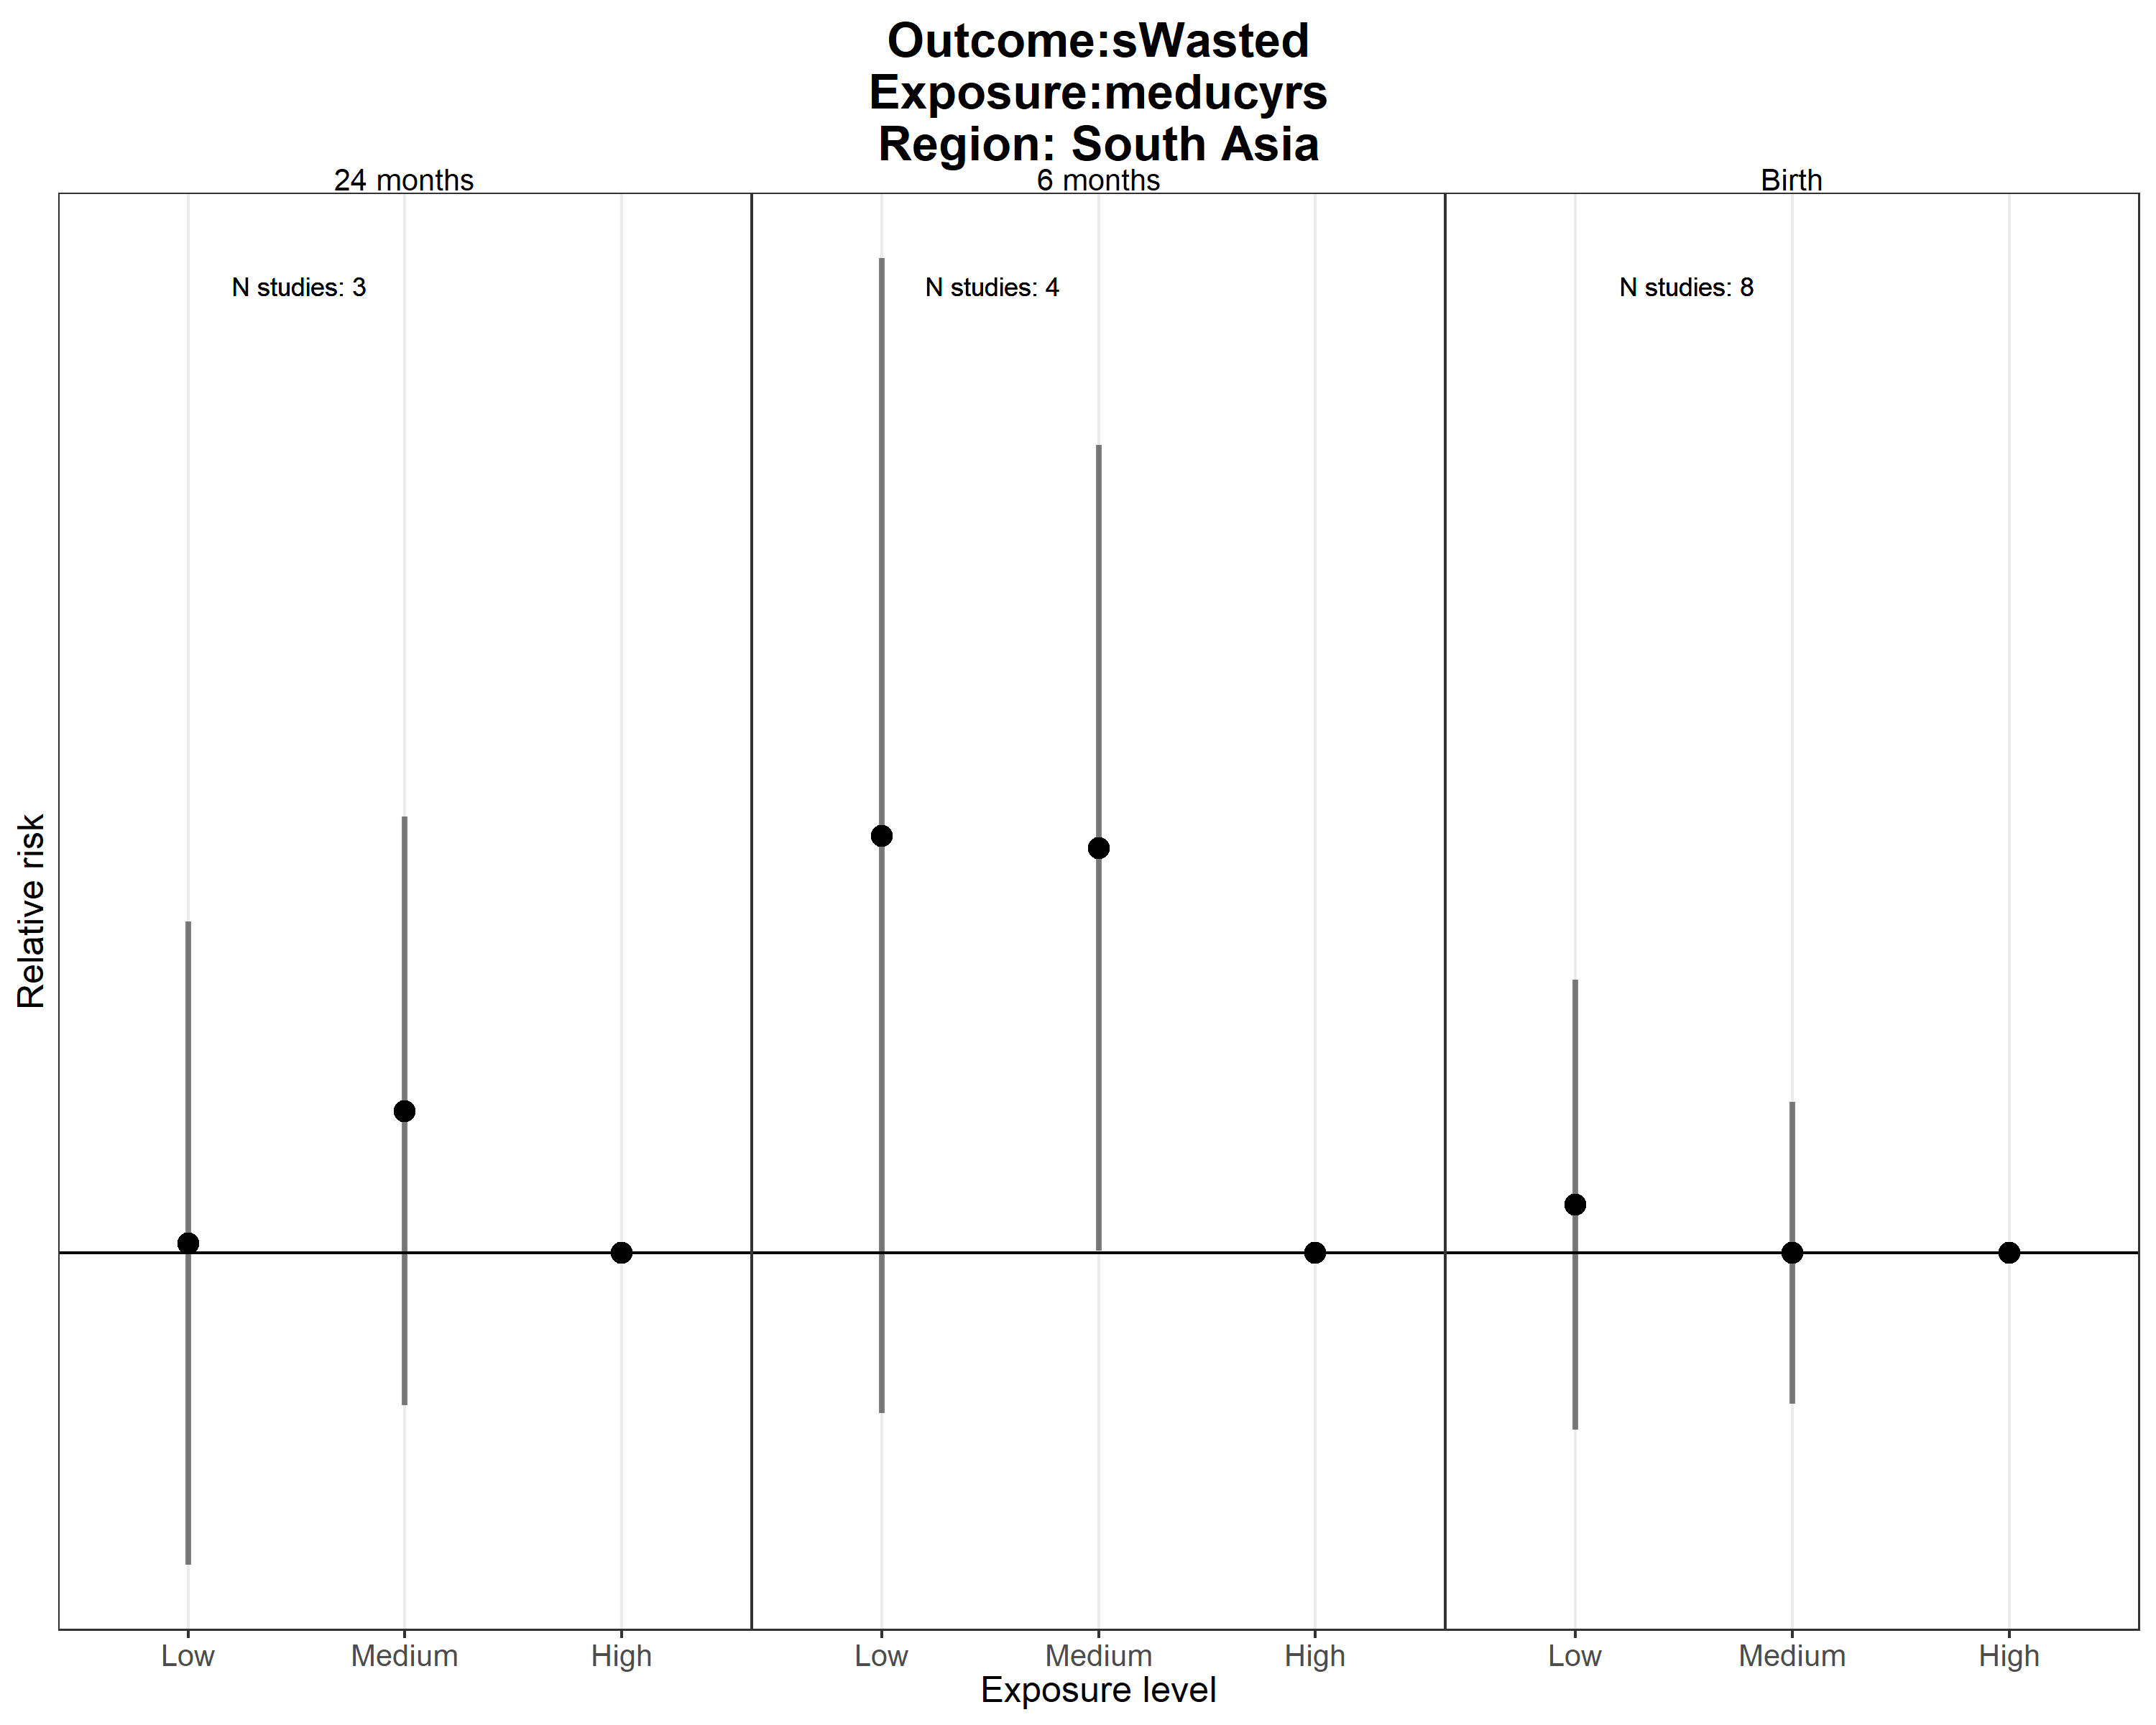 Outcome:sWasted
Exposure:meducyrs
Region: South Asia
24 months
6 months
Birth
N studies: 3
N studies: 4
N studies: 8
Relative risk
Low
Medium
High
Low
Medium
High
Low
Medium
High
Exposure level